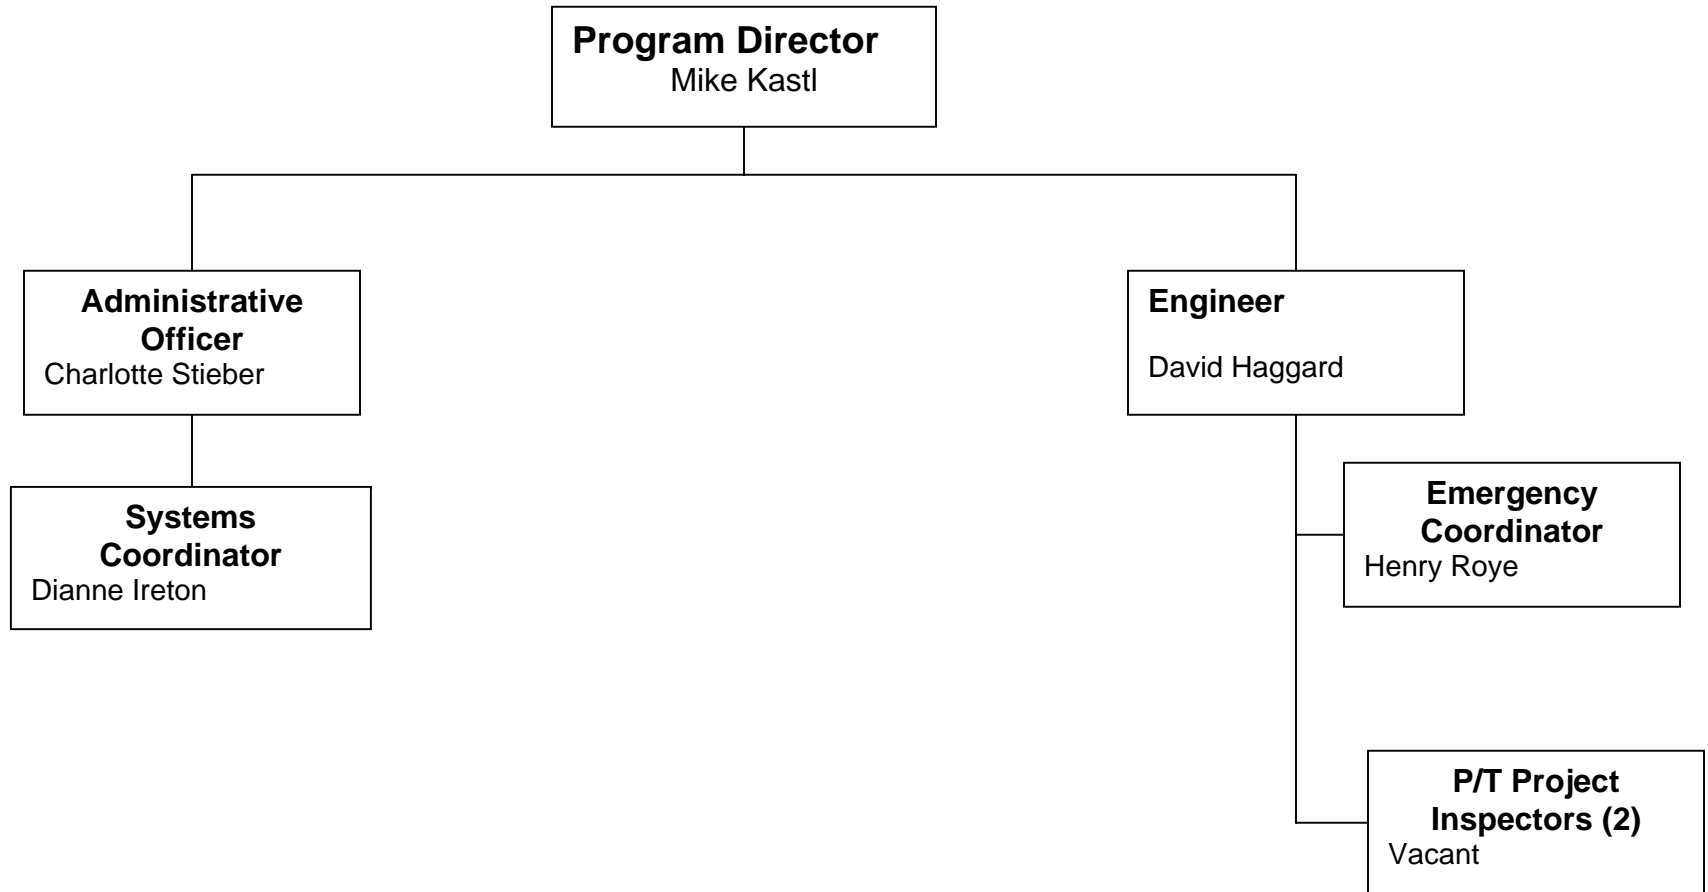 Program Director
Mike Kastl
Administrative
Officer
Charlotte Stieber
Engineer
David Haggard
Systems
Coordinator
Dianne Ireton
Emergency
Coordinator
Henry Roye
P/T Project
Inspectors (2)
Vacant